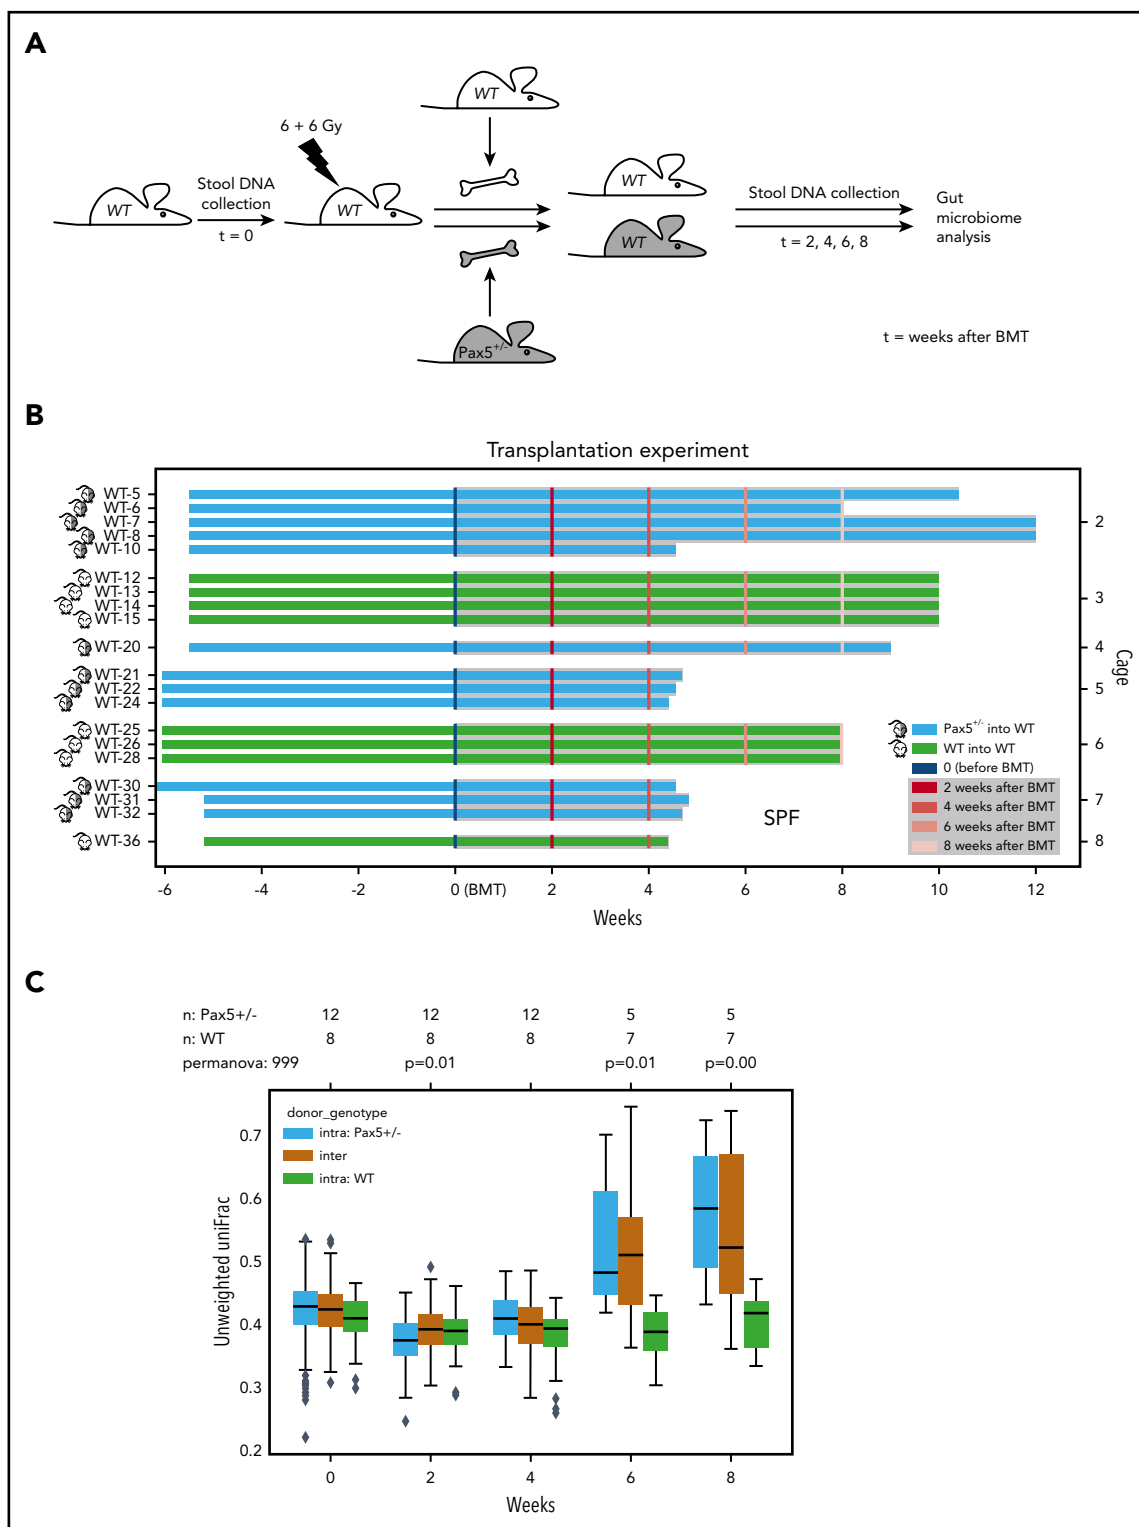 A
WT
6 + 6 Gy
Stool DNA
collection
t = 0
WT
WT
WT
WT
Stool DNA collection
t = 2, 4, 6, 8
Gut
microbiome
analysis
Pax5+/-
t = weeks after BMT
B
Transplantation experiment
WT-5
WT-6
WT-7
WT-8
WT-10
WT-12
WT-13
WT-14
WT-15
WT-20
WT-21
WT-22
WT-24
WT-25
WT-26
WT-28
WT-30
WT-31
WT-32
WT-36
2
3
4
5
6
7
8
Cage
Pax5+/- into WT
WT into WT
0 (before BMT)
2 weeks after BMT
4 weeks after BMT
6 weeks after BMT
8 weeks after BMT
SPF
-6 -4 -2 0 (BMT) 2 4 6 8 10 12
Weeks
C
n: Pax5+/- 12 12 12 5 5
n: WT 8 8 8 7 7
permanova: 999 p=0.01 p=0.01 p=0.00
donor_genotype
intra: Pax5+/-
inter
intra: WT
Unweighted uniFrac
0.7
0.6
0.5
0.4
0.3
0.2
0 2 4 6 8
Weeks